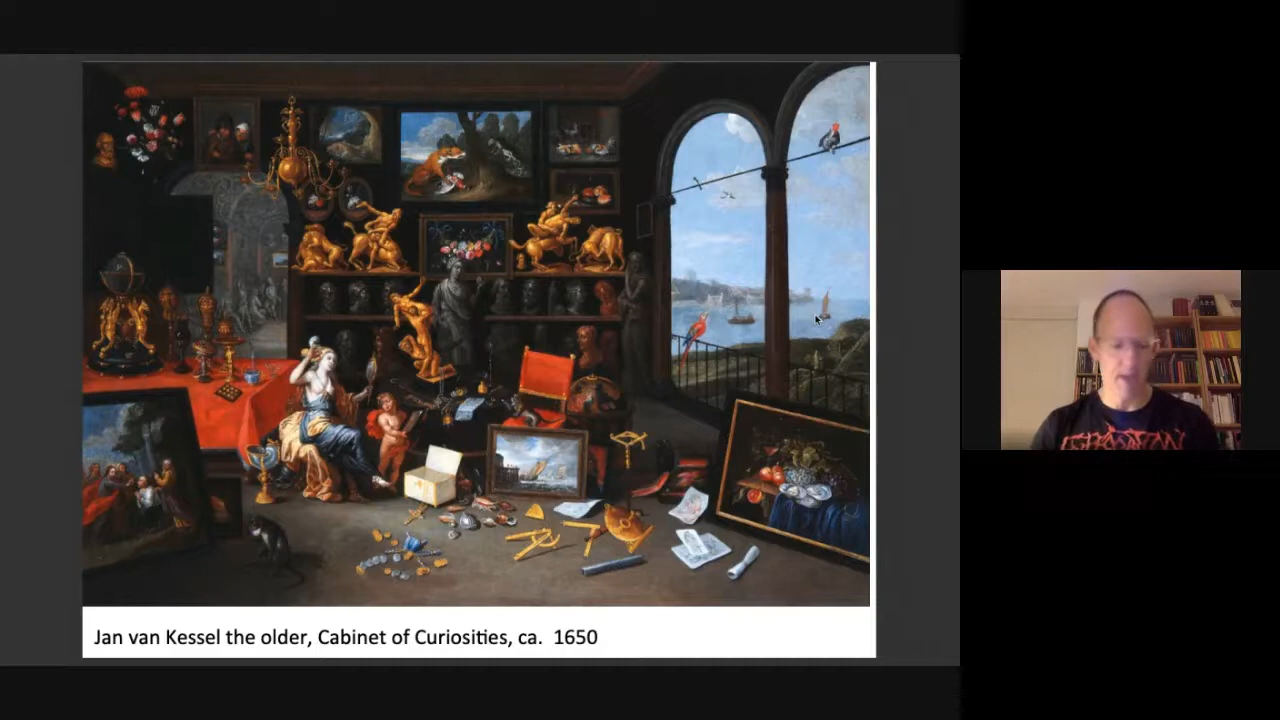 Jan van Kessel the older, Cabinet of Curiosities, ca.  1650